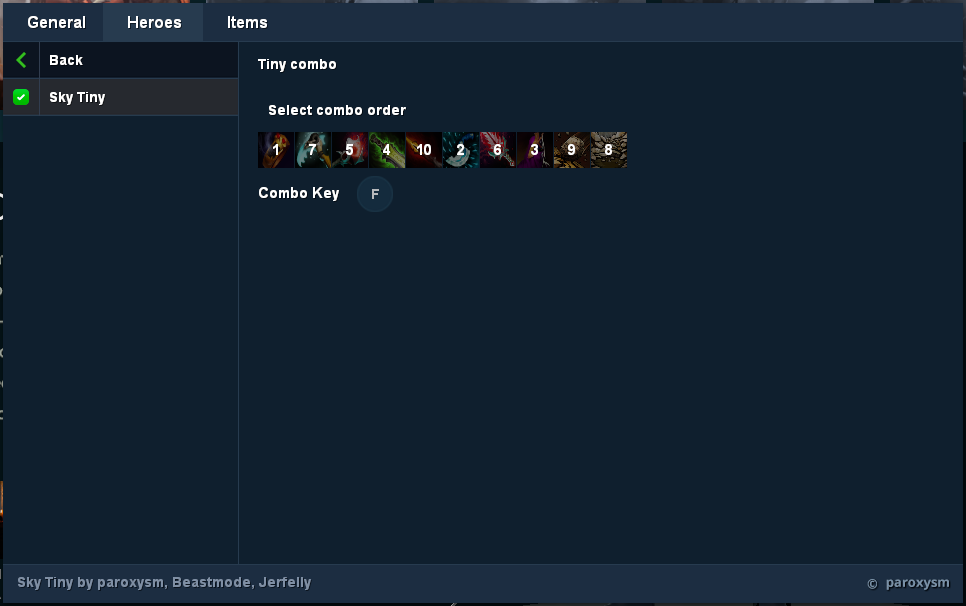 General Heroes Items
Back
Sky Tiny
Tiny combo
Select combo order
1 7 5 4 10 2 6 3 9 8
Combo Key F
Sky Tiny by paroxysm, Beastmode, Jerfelly
© paroxysm